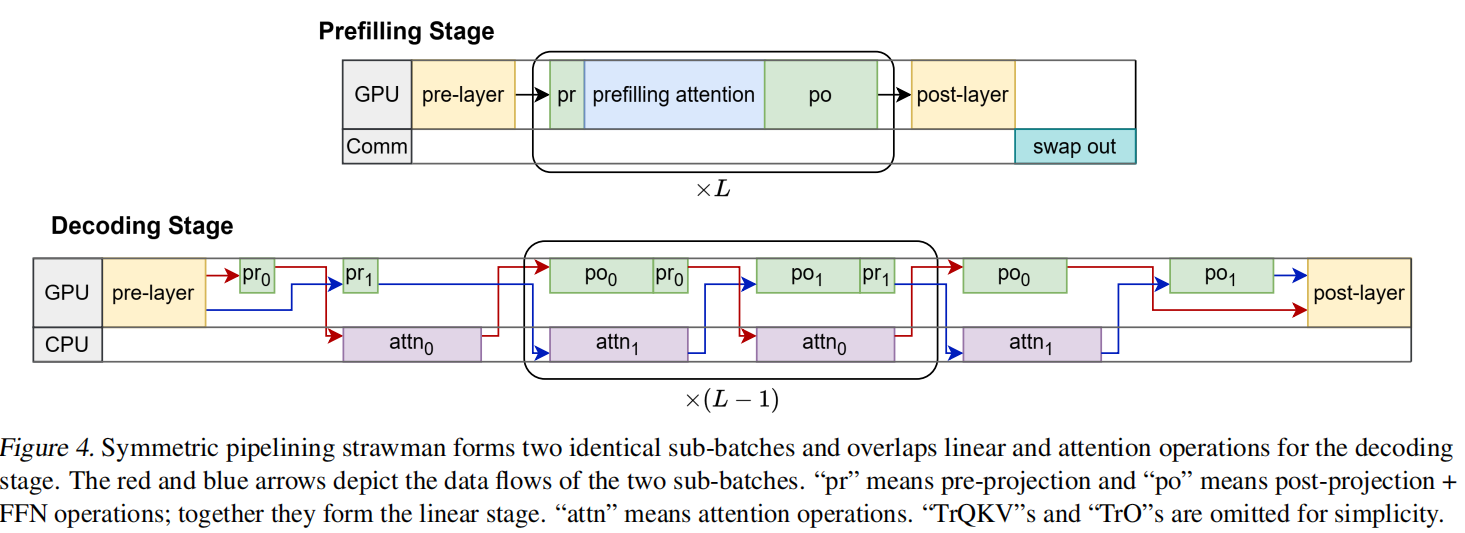 Prefilling Stage
GPU pre-layer pr prefilling attention po post-layer
Comm swap out
×L
Decoding Stage
GPU pre-layer pr₀ pr₁ po₀ pr₀ po₁ pr₁ po₀ po₁ post-layer
CPU attn₀ attn₁ attn₀ attn₁
×(L − 1)
Figure 4. Symmetric pipelining strawman forms two identical sub-batches and overlaps linear and attention operations for the decoding
stage. The red and blue arrows depict the data flows of the two sub-batches. “pr” means pre-projection and “po” means post-projection +
FFN operations; together they form the linear stage. “attn” means attention operations. “TrQKV”s and “TrO”s are omitted for simplicity.